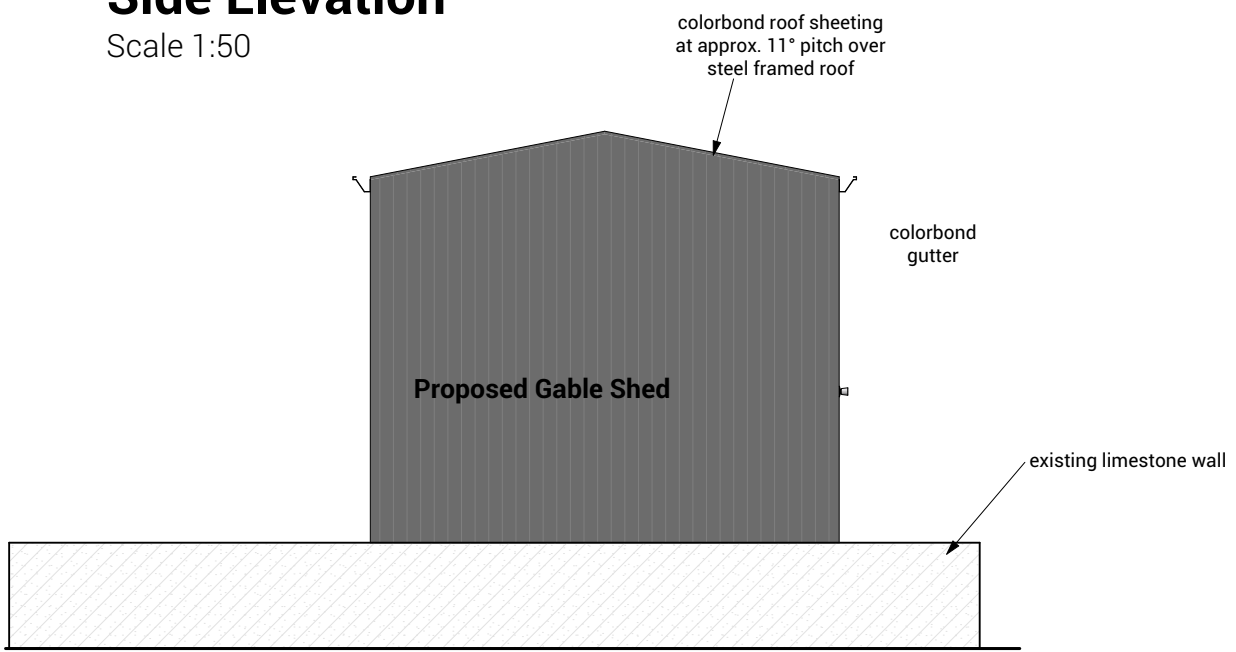 Side Elevation
Scale 1:50
colorbond roof sheeting
at approx. 11° pitch over
steel framed roof
colorbond
gutter
Proposed Gable Shed
existing limestone wall